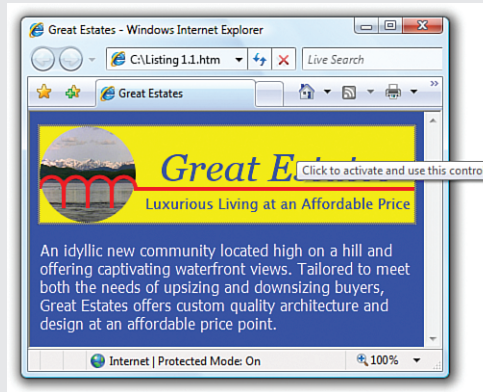 Great Estates - Windows Internet Explorer
C:\Listing 1.1.htm
Live Search
Great Estates
»
Great E
Click to activate and use this contro
Luxurious Living at an Affordable Price
An idyllic new community located high on a hill and
offering captivating waterfront views. Tailored to meet
both the needs of upsizing and downsizing buyers,
Great Estates offers custom quality architecture and
design at an affordable price point.
Internet | Protected Mode: On
100%